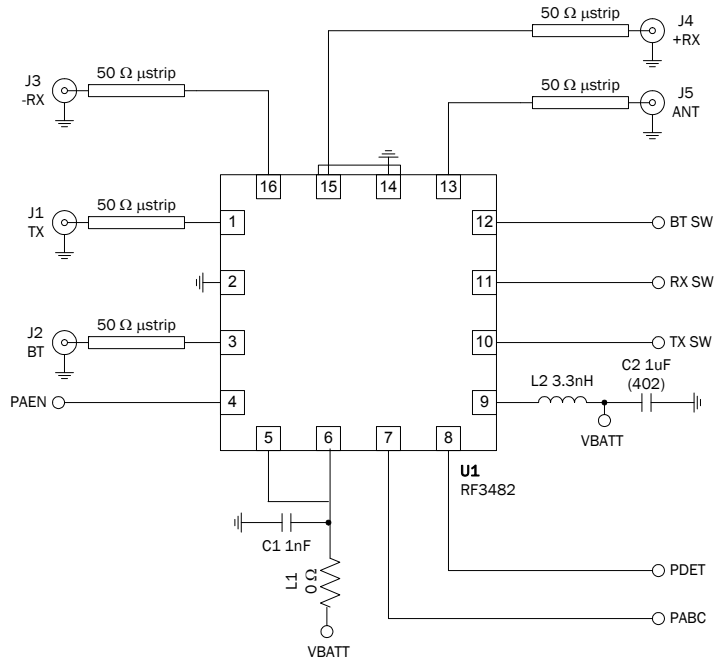 50 Ω µstrip
J4
+RX
50 Ω µstrip
J3
-RX
50 Ω µstrip
J5
ANT
16
15
14
13
50 Ω µstrip
J1
TX
1
12
BT SW
2
11
RX SW
50 Ω µstrip
J2
BT
3
10
TX SW
PAEN
4
9
L2 3.3nH
C2 1uF
(402)
VBATT
5
6
7
8
U1
RF3482
C1 1nF
L1
0 Ω
VBATT
PDET
PABC